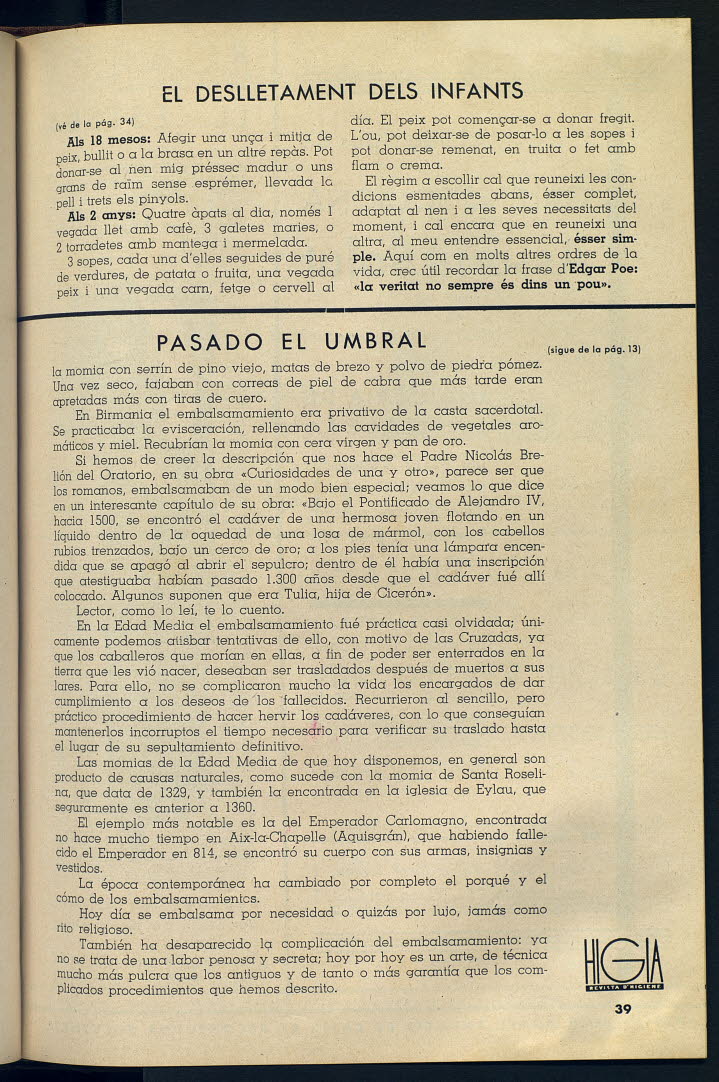 EL DESLLETAMENT DELS INFANTS
(vé de la pág. 34)
Als 18 mesos: Afegir una unça i mitja de
peix, bullit o a la brasa en un altre repàs. Pot
donar-se al nen mig préssec madur o uns
grans de raïm sense esprémer, llevada la
pell i trets els pinyols.
Als 2 anys: Quatre àpats al dia, només 1
vegada llet amb cafè, 3 galetes maries, o
2 torradetes amb mantega i mermelada.
3 sopes, cada una d'elles seguides de puré
de verdures, de patata o fruita, una vegada
peix i una vegada carn, fetge o cervell al
día. El peix pot començar-se a donar fregit.
L'ou, pot deixar-se de posar-lo a les sopes i
pot donar-se remenat, en truita o fet amb
flam o crema.
El règim a escollir cal que reuneixi les con-
dicions esmentades abans, ésser complet,
adaptat al nen i a les seves necessitats del
moment, i cal encara que en reuneixi una
altra, al meu entendre essencial, ésser sim-
ple. Aquí com en molts altres ordres de la
vida, crec útil recordar la frase d'Edgar Poe:
«la veritat no sempre és dins un pou».
PASADO EL UMBRAL
(sigue de la pág. 13)
la momia con serrín de pino viejo, matas de brezo y polvo de piedra pómez.
Una vez seco, fajaban con correas de piel de cabra que más tarde eran
apretadas más con tiras de cuero.
En Birmania el embalsamamiento era privativo de la casta sacerdotal.
Se practicaba la evisceración, rellenando las cavidades de vegetales aro-
máticos y miel. Recubrían la momia con cera virgen y pan de oro.
Si hemos de creer la descripción que nos hace el Padre Nicolás Bre-
lión del Oratorio, en su obra «Curiosidades de una y otro», parece ser que
los romanos, embalsamaban de un modo bien especial; veamos lo que dice
en un interesante capítulo de su obra: «Bajo el Pontificado de Alejandro IV,
hacia 1500, se encontró el cadáver de una hermosa joven flotando en un
líquido dentro de la oquedad de una losa de mármol, con los cabellos
rubios trenzados, bajo un cerco de oro; a los pies tenía una lámpara encen-
dida que se apagó al abrir el sepulcro; dentro de él había una inscripción
que atestiguaba habían pasado 1.300 años desde que el cadáver fué allí
colocado. Algunos suponen que era Tulia, hija de Cicerón».
Lector, como lo leí, te lo cuento.
En la Edad Media el embalsamamiento fué práctica casi olvidada; úni-
camente podemos atisbar tentativas de ello, con motivo de las Cruzadas, ya
que los caballeros que morían en ellas, a fin de poder ser enterrados en la
tierra que les vió nacer, deseaban ser trasladados después de muertos a sus
lares. Para ello, no se complicaron mucho la vida los encargados de dar
cumplimiento a los deseos de los fallecidos. Recurrieron al sencillo, pero
práctico procedimiento de hacer hervir los cadáveres, con lo que conseguían
mantenerlos incorruptos el tiempo necesario para verificar su traslado hasta
el lugar de su sepultamiento definitivo.
Las momias de la Edad Media de que hoy disponemos, en general son
producto de causas naturales, como sucede con la momia de Santa Roseli-
na, que data de 1329, y también la encontrada en la iglesia de Eylau, que
seguramente es anterior a 1360.
El ejemplo más notable es la del Emperador Carlomagno, encontrada
no hace mucho tiempo en Aix-la-Chapelle (Aquisgrán), que habiendo falle-
cido el Emperador en 814, se encontró su cuerpo con sus armas, insignias y
vestidos.
La época contemporánea ha cambiado por completo el porqué y el
cómo de los embalsamamientos.
Hoy día se embalsama por necesidad o quizás por lujo, jamás como
rito religioso.
También ha desaparecido la complicación del embalsamamiento: ya
no se trata de una labor penosa y secreta; hoy por hoy es un arte, de técnica
mucho más pulcra que los antiguos y de tanto o más garantía que los com-
plicados procedimientos que hemos descrito.
HIGIA
REVISTA D'HIGIENE
39